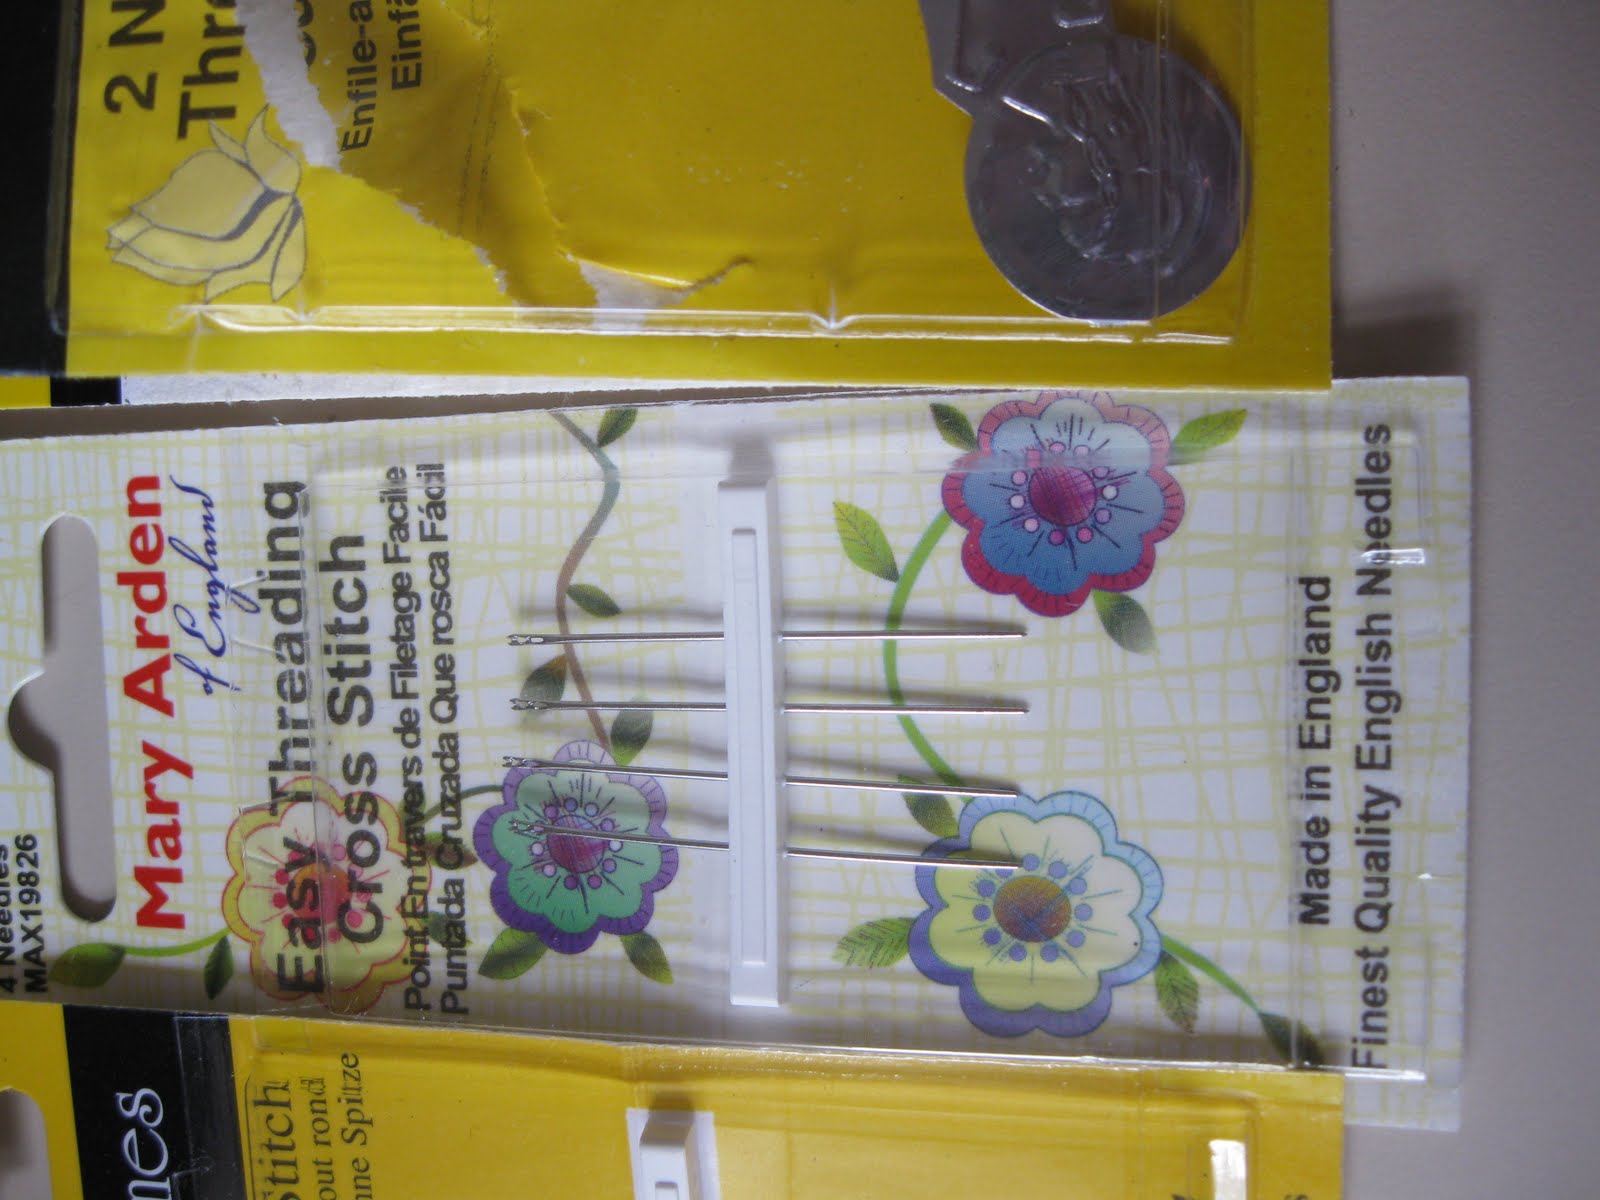 2 N
Thr
Enfile-a
Einfä
4 Needles
MAX19826
Mary Arden
of England
Easy Threading
Cross Stitch
Point En travers de Filetage Facile
Puntada Cruzada Que rosca Fácil
Made in England
Finest Quality English Needles
mes
Stitch
out rond
ne Spitze